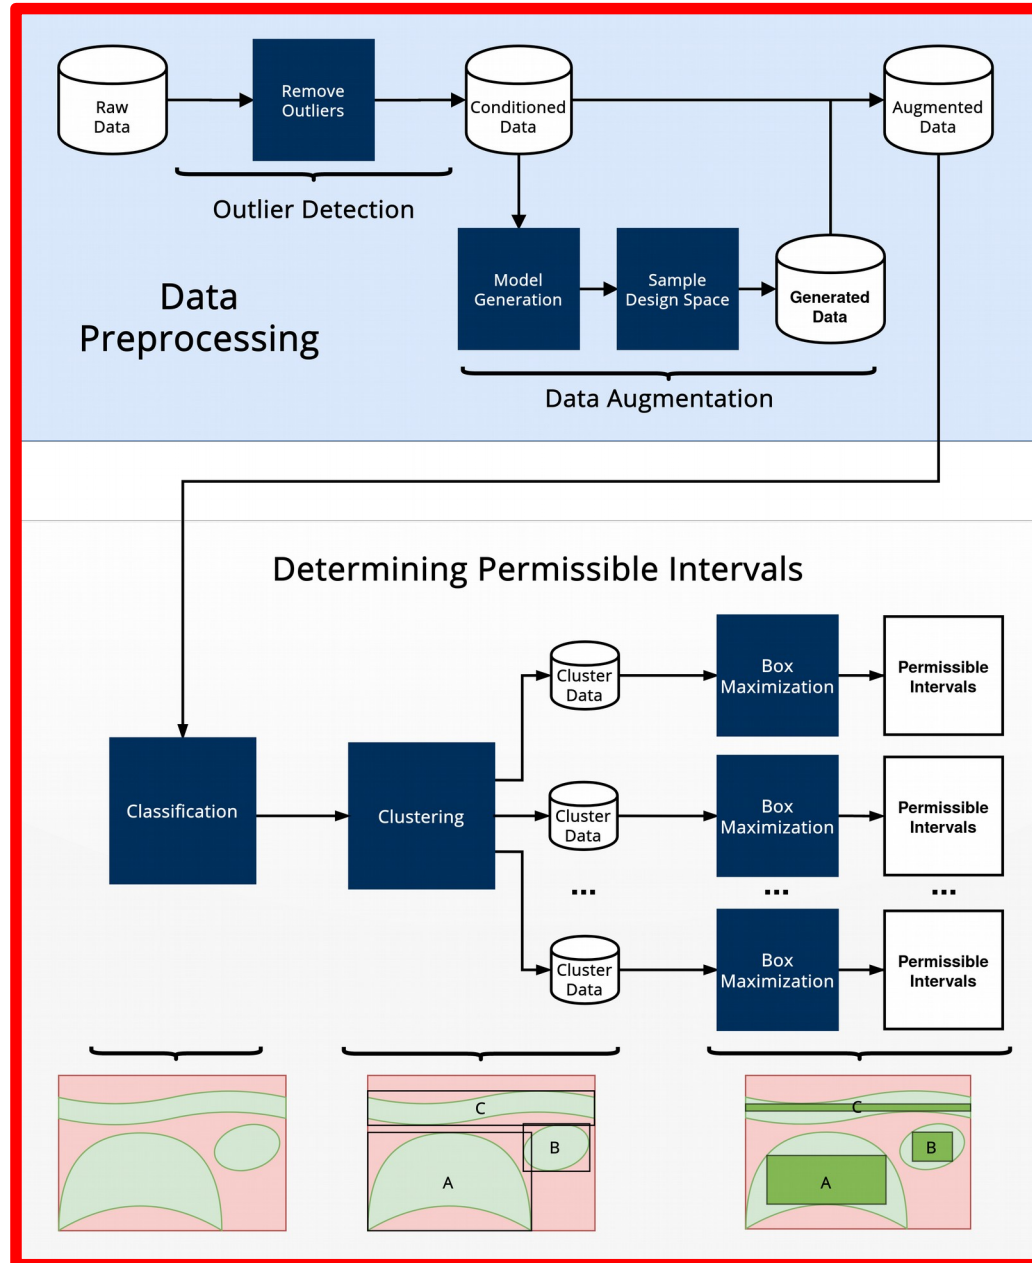 Raw
Data
Remove
Outliers
Conditioned
Data
Augmented
Data
Outlier Detection
Model
Generation
Sample
Design Space
Generated
Data
Data
Preprocessing
Data Augmentation
Determining Permissible Intervals
Classification
Clustering
Cluster
Data
Box
Maximization
Permissible
Intervals
Cluster
Data
Box
Maximization
Permissible
Intervals
...
...
...
Cluster
Data
Box
Maximization
Permissible
Intervals
C
B
A
C
B
A